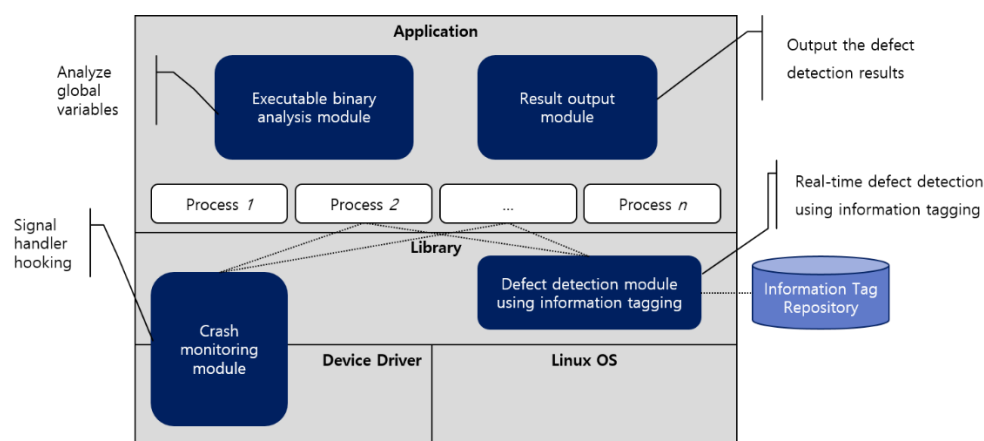 Application
Analyze
global
variables
Executable binary
analysis module
Result output
module
Output the defect
detection results
Process 1
Process 2
...
Process n
Real-time defect detection
using information tagging
Signal
handler
hooking
Library
Defect detection module
using information tagging
Information Tag
Repository
Crash
monitoring
module
Device Driver
Linux OS